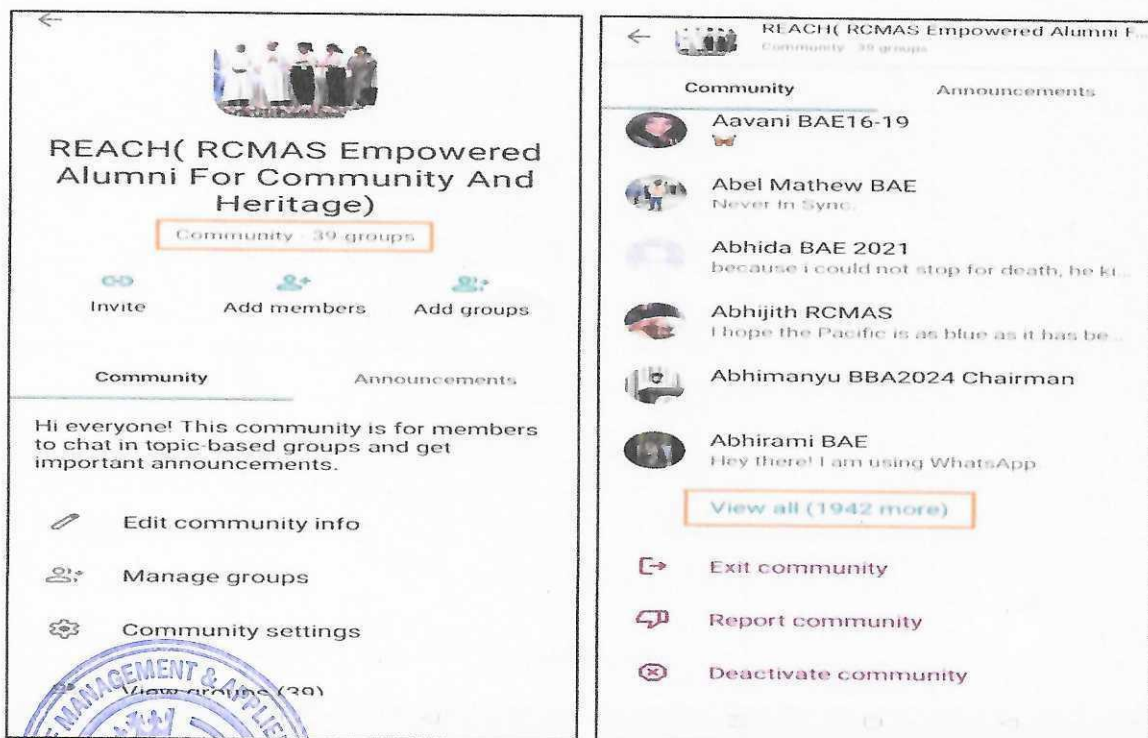 REACH( RCMAS Empowered
Alumni For Community And
Heritage)
Community · 39 groups
Invite
Add members
Add groups
Community
Announcements
Hi everyone! This community is for members
to chat in topic-based groups and get
important announcements.
Edit community info
Manage groups
Community settings
View groups (39)
MANAGEMENT & APPLIE
REACH( RCMAS Empowered Alumni F...
Community · 39 groups
Community
Announcements
Aavani BAE16-19
🦋
Abel Mathew BAE
Never In Sync.
Abhida BAE 2021
because i could not stop for death, he ki...
Abhijith RCMAS
I hope the Pacific is as blue as it has be...
Abhimanyu BBA2024 Chairman
Abhirami BAE
Hey there! I am using WhatsApp.
View all (1942 more)
Exit community
Report community
Deactivate community